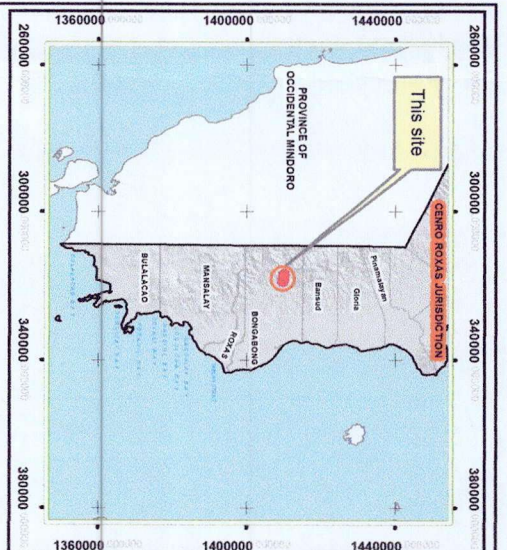 1360000
1400000
1440000
260000
260000
This site
PROVINCE OF
OCCIDENTAL MINDORO
300000
300000
CENRO ROXAS JURISDICTION
Pinamalayan
Gloria
Bansud
BONGABONG
ROXAS
MANSALAY
BULALACAO
340000
340000
380000
380000
1360000
1400000
1440000